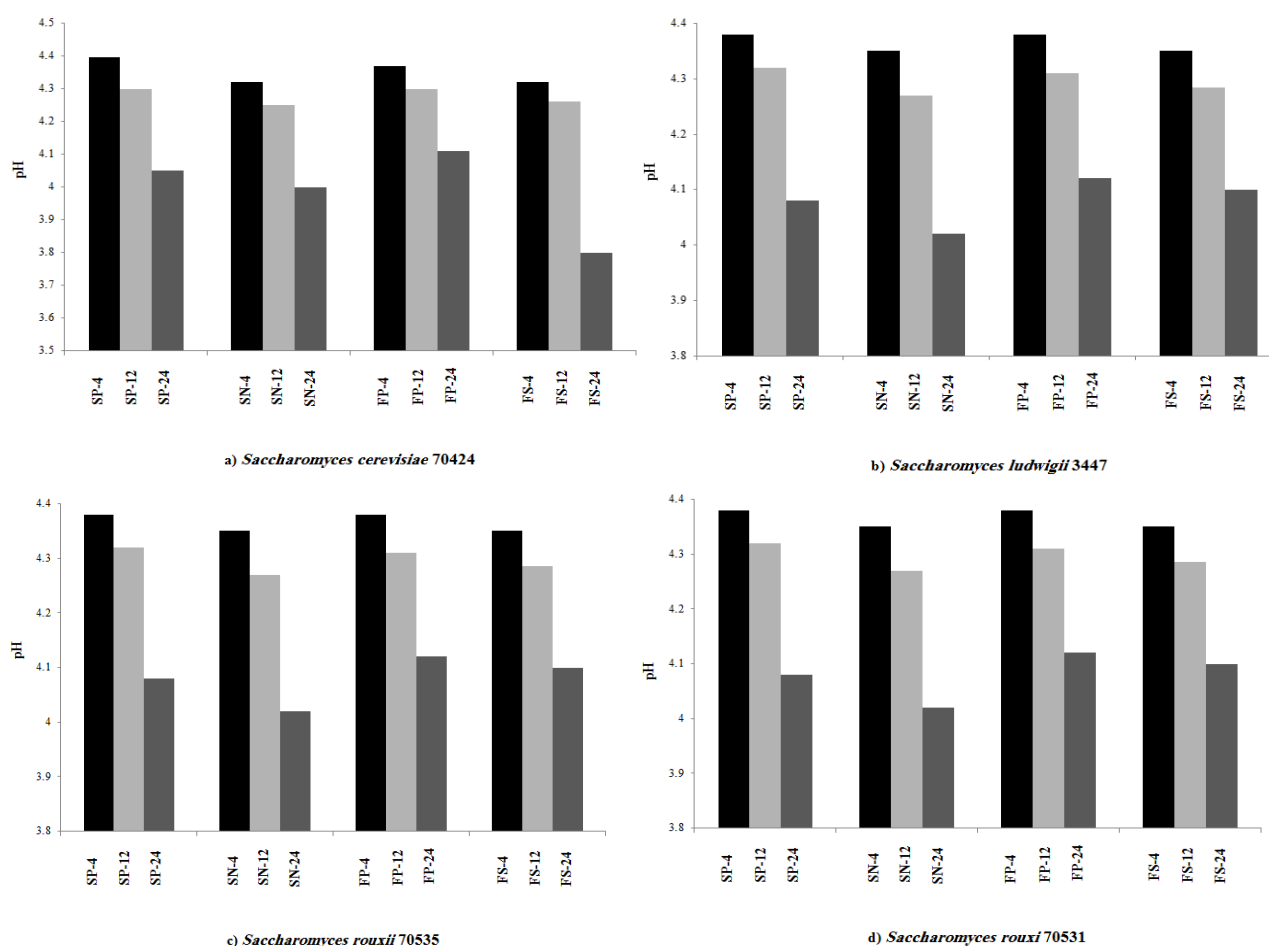 4.5
4.4
4.3
4.2
4.1
4
3.9
3.8
3.7
3.6
3.5
pH
SP-4
SP-12
SP-24
SN-4
SN-12
SN-24
FP-4
FP-12
FP-24
FS-4
FS-12
FS-24
a) Saccharomyces cerevisiae 70424
4.4
4.3
4.2
4.1
4
3.9
3.8
pH
SP-4
SP-12
SP-24
SN-4
SN-12
SN-24
FP-4
FP-12
FP-24
FS-4
FS-12
FS-24
b) Saccharomyces ludwigii 3447
4.4
4.3
4.2
4.1
4
3.9
3.8
pH
SP-4
SP-12
SP-24
SN-4
SN-12
SN-24
FP-4
FP-12
FP-24
FS-4
FS-12
FS-24
c) Saccharomyces rouxii 70535
4.4
4.3
4.2
4.1
4
3.9
3.8
pH
SP-4
SP-12
SP-24
SN-4
SN-12
SN-24
FP-4
FP-12
FP-24
FS-4
FS-12
FS-24
d) Saccharomyces rouxi 70531